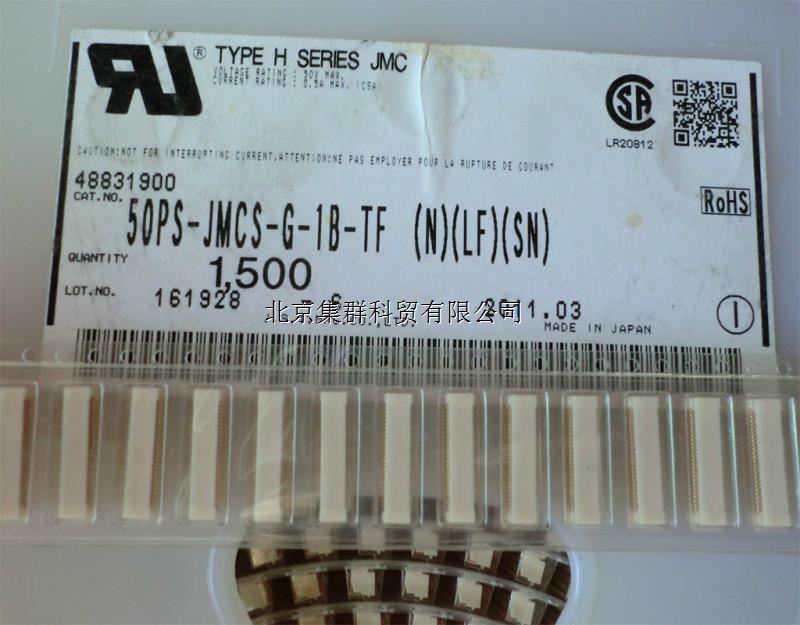 ® TYPE H SERIES JMC
VOLTAGE RATING : 50V MAX.
CURRENT RATING : 0.5A MAX. (CSA)
LR20812
CAUTION:NOT FOR INTERRUPTING CURRENT.ATTENTION:NE PAS EMPLOYER POUR LA RUPTURE DE COURANT
48831900
RoHS
CAT.NO. 50PS-JMCS-G-1B-TF (N)(LF)(SN)
QUANTITY 1,500
LOT.NO. 161928 2011.03
北京集群科贸有限公司
MADE IN JAPAN